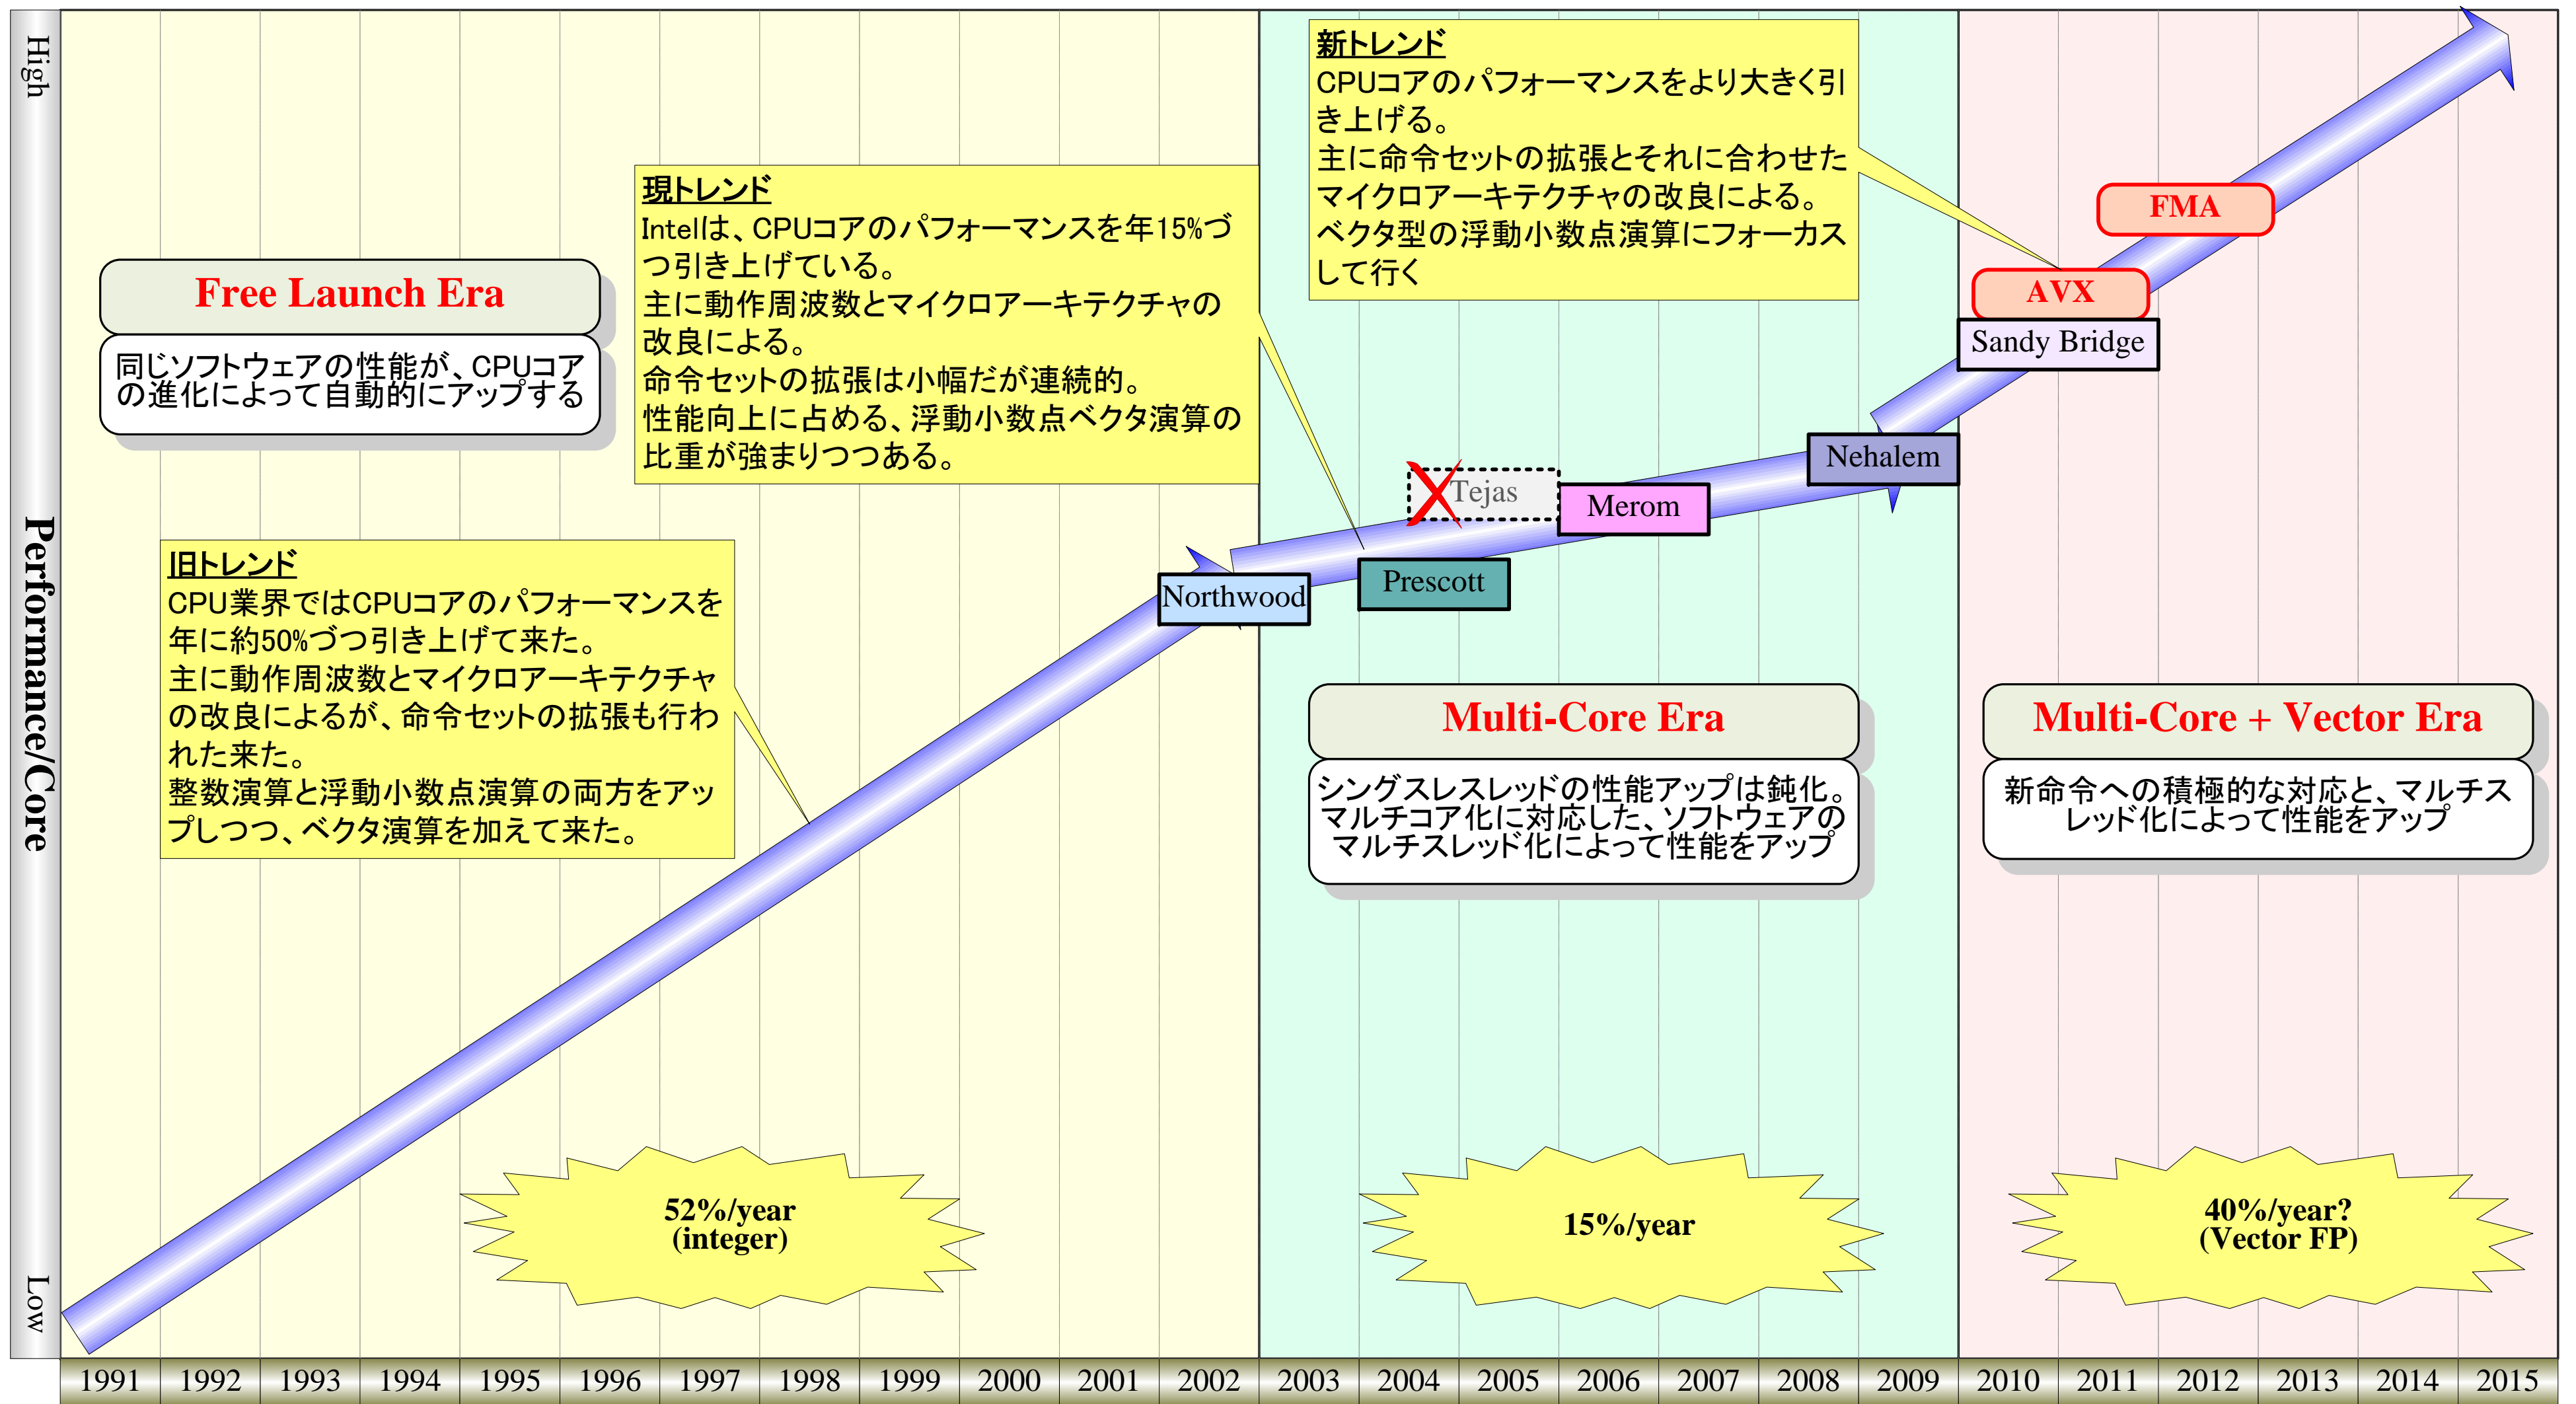 High
Performance/Core
Low
新トレンド
CPUコアのパフォーマンスをより大きく引
き上げる。
主に命令セットの拡張とそれに合わせた
マイクロアーキテクチャの改良による。
ベクタ型の浮動小数点演算にフォーカス
して行く
現トレンド
Intelは、CPUコアのパフォーマンスを年15%づ
つ引き上げている。
主に動作周波数とマイクロアーキテクチャの
改良による。
命令セットの拡張は小幅だが連続的。
性能向上に占める、浮動小数点ベクタ演算の
比重が強まりつつある。
Free Launch Era
同じソフトウェアの性能が、CPUコア
の進化によって自動的にアップする
FMA
AVX
Sandy Bridge
Nehalem
Tejas
Merom
Prescott
Northwood
旧トレンド
CPU業界ではCPUコアのパフォーマンスを
年に約50%づつ引き上げて来た。
主に動作周波数とマイクロアーキテクチャ
の改良によるが、命令セットの拡張も行わ
れた来た。
整数演算と浮動小数点演算の両方をアッ
プしつつ、ベクタ演算を加えて来た。
Multi-Core Era
シングスレスレッドの性能アップは鈍化。
マルチコア化に対応した、ソフトウェアの
マルチスレッド化によって性能をアップ
Multi-Core + Vector Era
新命令への積極的な対応と、マルチス
レッド化によって性能をアップ
52%/year
(integer)
15%/year
40%/year?
(Vector FP)
1991 1992 1993 1994 1995 1996 1997 1998 1999 2000 2001 2002 2003 2004 2005 2006 2007 2008 2009 2010 2011 2012 2013 2014 2015